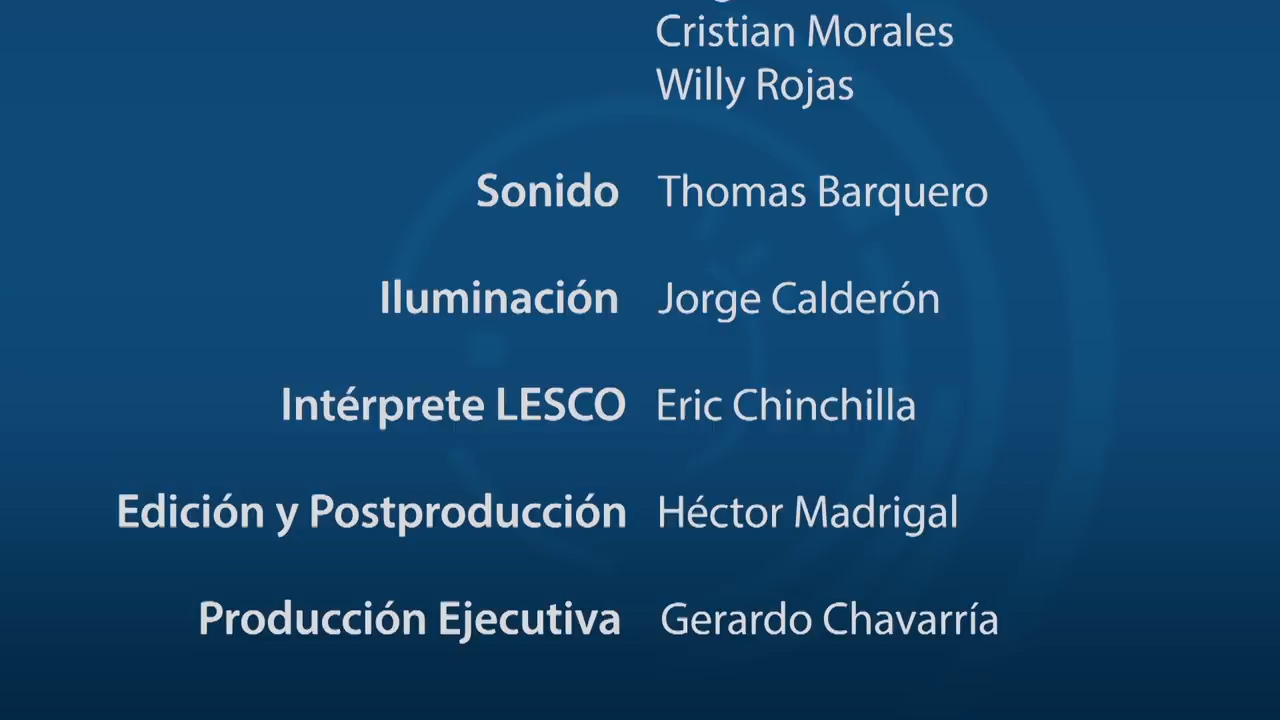 Cristian Morales
Willy Rojas
Sonido Thomas Barquero
Iluminación Jorge Calderón
Intérprete LESCO Eric Chinchilla
Edición y Postproducción Héctor Madrigal
Producción Ejecutiva Gerardo Chavarría